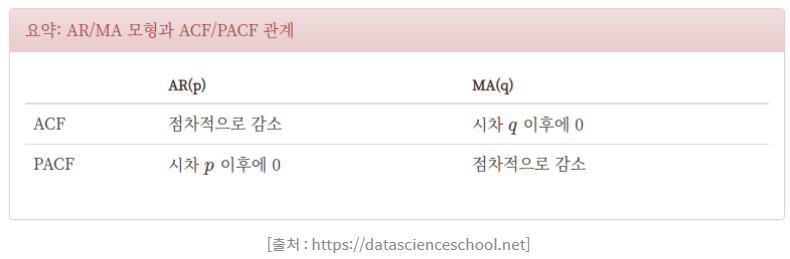 요약: AR/MA 모형과 ACF/PACF 관계
AR(p) MA(q)
ACF 점차적으로 감소 시차 q 이후에 0
PACF 시차 p 이후에 0 점차적으로 감소
[출처 : https://datascienceschool.net]